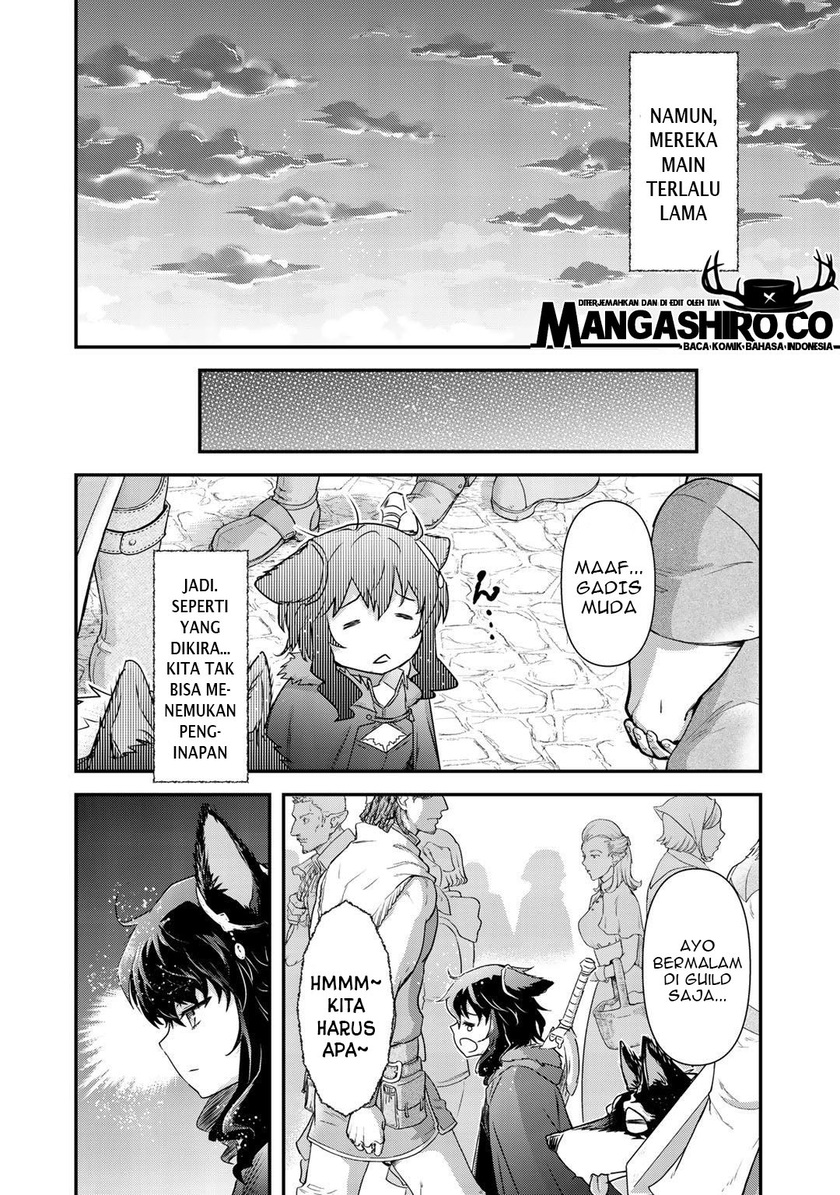 NAMUN,
MEREKA
MAIN
TERLALU
LAMA
DITERJEMAHKAN DAN DI EDIT OLEH TIM
MANGASHIRO.CO
BACA KOMIK BAHASA INDONESIA
MAAF...
GADIS
MUDA
ん...
JADI.
SEPERTI
YANG
DIKIRA...
KITA TAK
BISA ME-
NEMUKAN
PENG-
INAPAN
AYO
BERMALAM
DI GUILD
SAJA...
HMMM~
KITA
HARUS
APA~